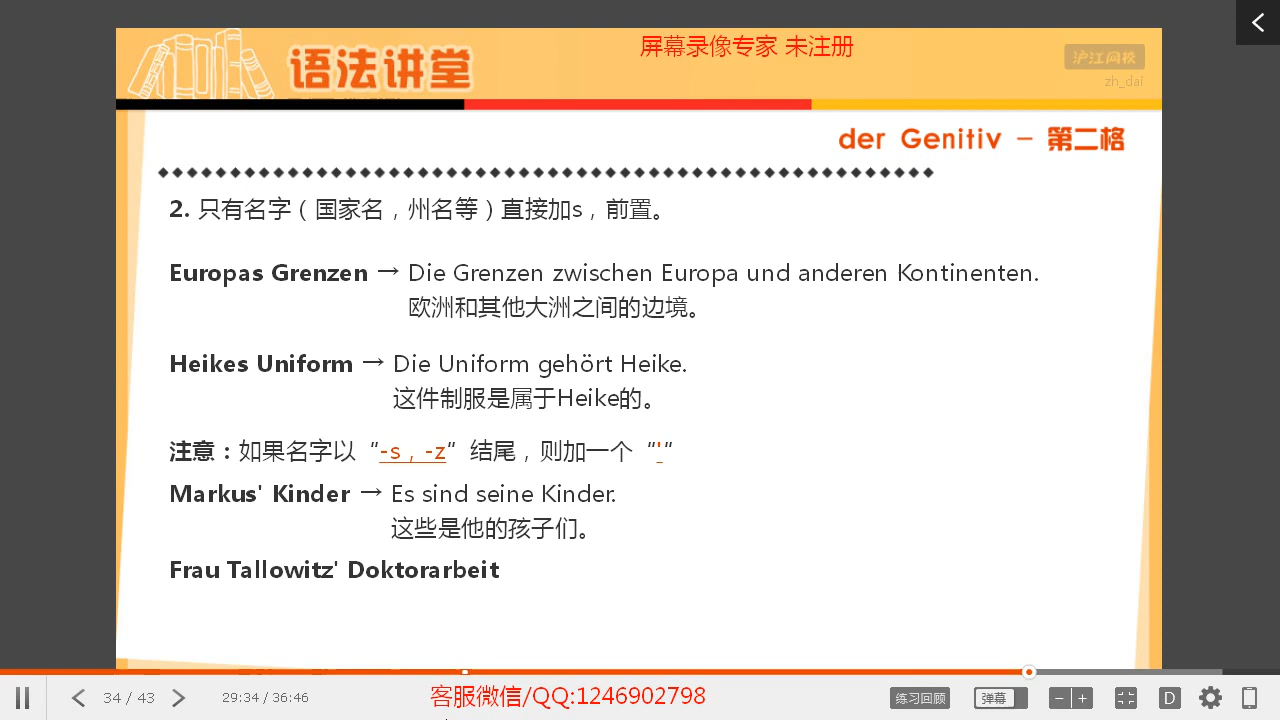 屏幕录像专家 未注册
语法讲堂
沪江网校
zh_dai
der Genitiv – 第二格
2. 只有名字（国家名，州名等）直接加s，前置。
Europas Grenzen → Die Grenzen zwischen Europa und anderen Kontinenten.
欧洲和其他大洲之间的边境。
Heikes Uniform → Die Uniform gehört Heike.
这件制服是属于Heike的。
注意：如果名字以“-s，-z”结尾，则加一个“'”
Markus' Kinder → Es sind seine Kinder.
这些是他的孩子们。
Frau Tallowitz' Doktorarbeit
34 / 43
29:34 / 36:46
客服微信/QQ:1246902798
练习回顾
弹幕
D